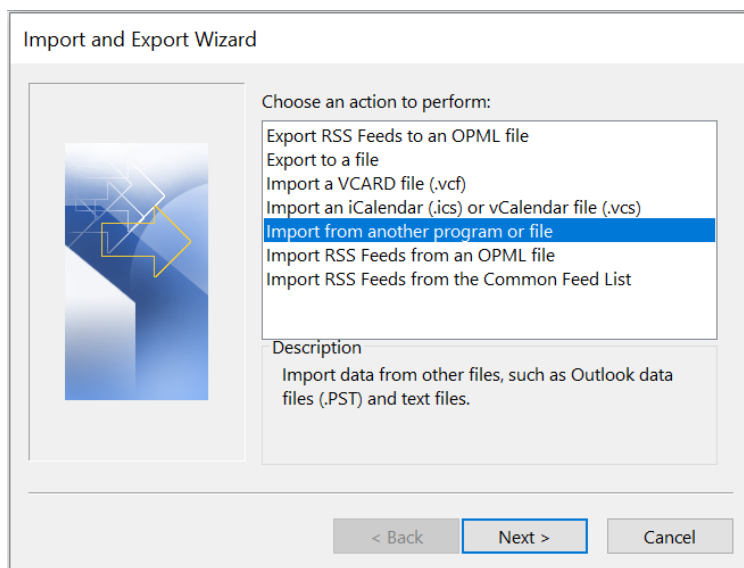 Import and Export Wizard
Choose an action to perform:
Export RSS Feeds to an OPML file
Export to a file
Import a VCARD file (.vcf)
Import an iCalendar (.ics) or vCalendar file (.vcs)
Import from another program or file
Import RSS Feeds from an OPML file
Import RSS Feeds from the Common Feed List
Description
Import data from other files, such as Outlook data
files (.PST) and text files.
< Back
Next >
Cancel